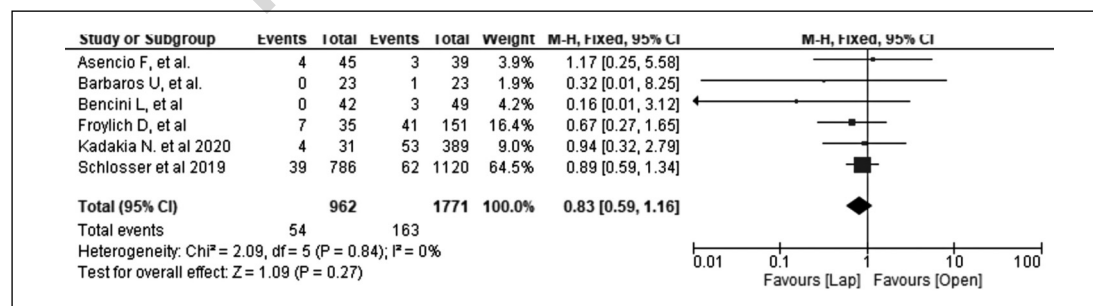 Study or Subgroup Events Total Events Total Weight M-H, Fixed, 95% CI M-H, Fixed, 95% CI
Asencio F, et al. 4 45 3 39 3.9% 1.17 [0.25, 5.58]
Barbaros U, et al. 0 23 1 23 1.9% 0.32 [0.01, 8.25]
Bencini L, et al 0 42 3 49 4.2% 0.16 [0.01, 3.12]
Froylich D, et al 7 35 41 151 16.4% 0.67 [0.27, 1.65]
Kadakia N. et al 2020 4 31 53 389 9.0% 0.94 [0.32, 2.79]
Schlosser et al 2019 39 786 62 1120 64.5% 0.89 [0.59, 1.34]
Total (95% CI) 962 1771 100.0% 0.83 [0.59, 1.16]
Total events 54 163
Heterogeneity: Chi² = 2.09, df = 5 (P = 0.84); I² = 0%
Test for overall effect: Z = 1.09 (P = 0.27)
0.01 0.1 1 10 100
Favours [Lap] Favours [Open]